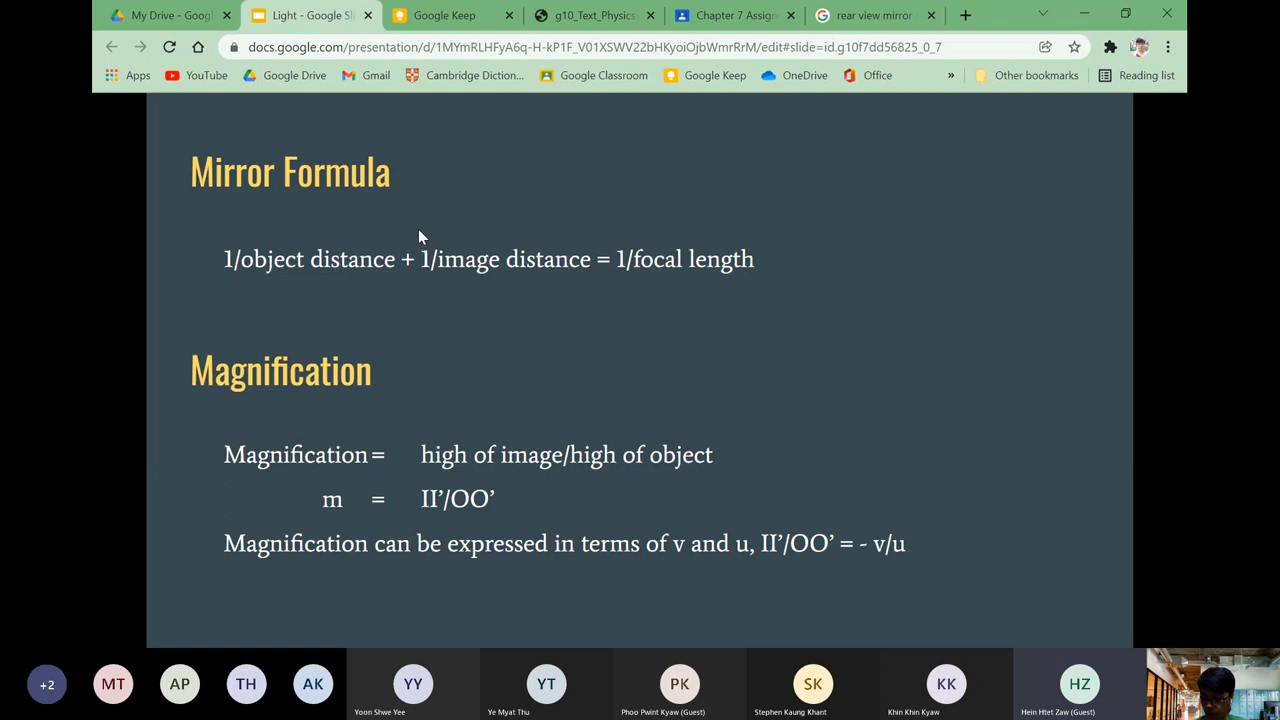 My Drive - Googl
Light - Google Sli
Google Keep
g10_Text_Physics
Chapter 7 Assign
rear view mirror
docs.google.com/presentation/d/1MYmRLHFyA6q-H-kP1F_V01XSWV22bHKyoiOjbWmrRrM/edit#slide=id.g10f7dd56825_0_7
Apps YouTube Google Drive Gmail Cambridge Diction... Google Classroom Google Keep OneDrive Office » Other bookmarks Reading list
Mirror Formula
1/object distance + 1/image distance = 1/focal length
Magnification
Magnification = high of image/high of object
m = II’/OO’
Magnification can be expressed in terms of v and u, II’/OO’ = - v/u
+2 MT AP TH AK YY YT PK SK KK HZ
Yoon Shwe Yee Ye Myat Thu Phoo Pwint Kyaw (Guest) Stephen Kaung Khant Khin Khin Kyaw Hein Htet Zaw (Guest)